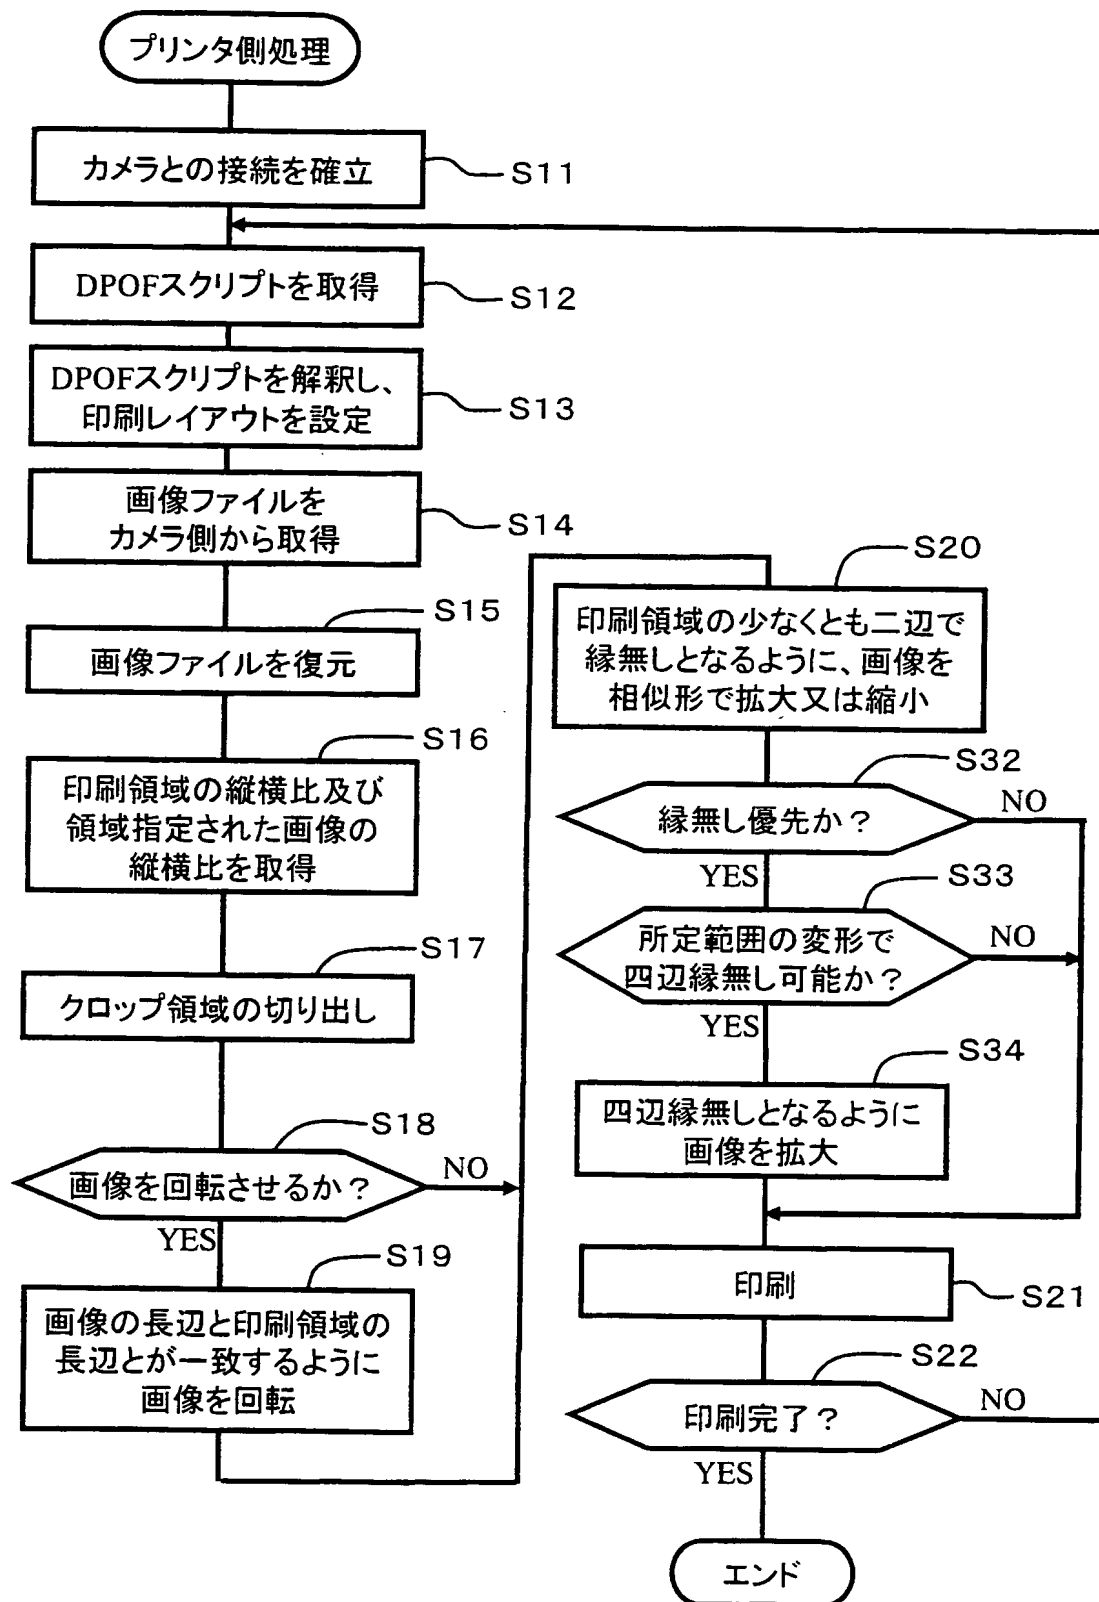 プリンタ側処理
カメラとの接続を確立
S11
DPOFスクリプトを取得
S12
DPOFスクリプトを解釈し、
印刷レイアウトを設定
S13
画像ファイルを
カメラ側から取得
S14
S15
画像ファイルを復元
S16
印刷領域の縦横比及び
領域指定された画像の
縦横比を取得
S17
クロップ領域の切り出し
S18
画像を回転させるか？
NO
YES
S19
画像の長辺と印刷領域の
長辺とが一致するように
画像を回転
S20
印刷領域の少なくとも二辺で
縁無しとなるように、画像を
相似形で拡大又は縮小
S32
縁無し優先か？
NO
YES
S33
所定範囲の変形で
四辺縁無し可能か？
NO
YES
S34
四辺縁無しとなるように
画像を拡大
印刷
S21
S22
印刷完了？
NO
YES
エンド